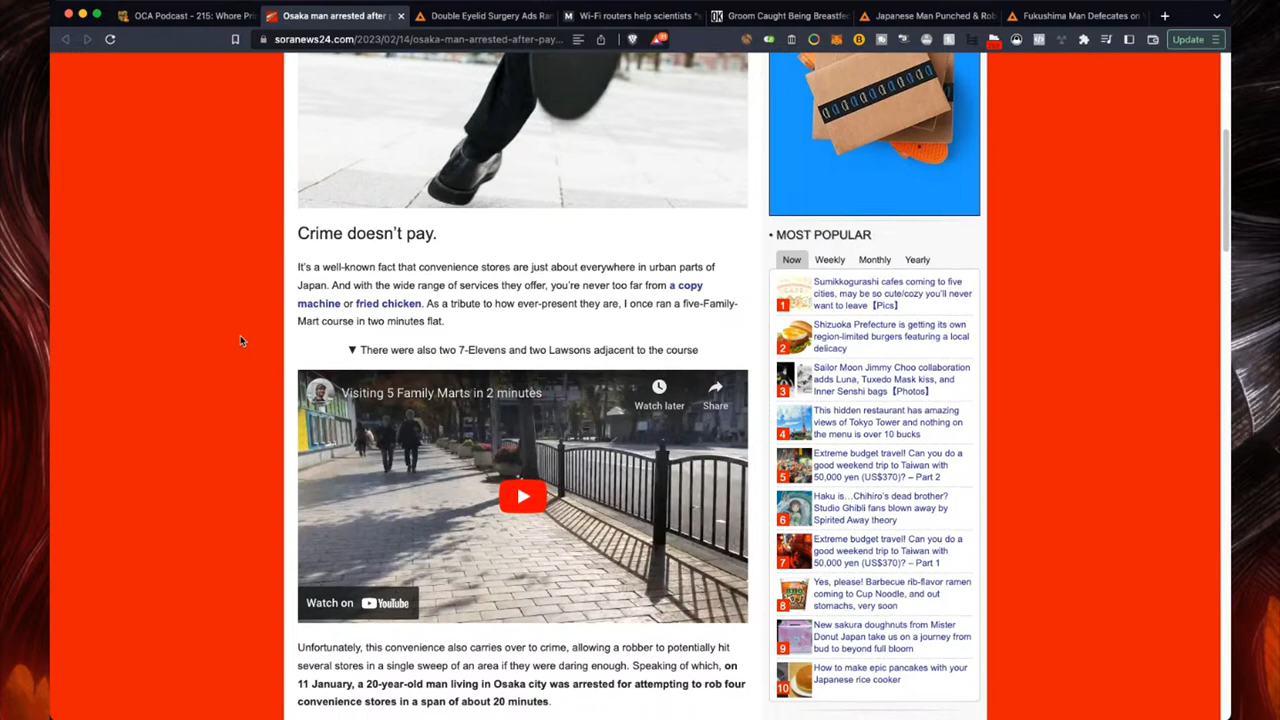 OCA Podcast - 215: Whore Pri
Osaka man arrested after p
Double Eyelid Surgery Ads Ran
Wi-Fi routers help scientists "s
Groom Caught Being Breastfee
Japanese Man Punched & Rob
Fukushima Man Defecates on V
soranews24.com/2023/02/14/osaka-man-arrested-after-pay...
Update
Crime doesn't pay.
It's a well-known fact that convenience stores are just about everywhere in urban parts of
Japan. And with the wide range of services they offer, you're never too far from a copy
machine or fried chicken. As a tribute to how ever-present they are, I once ran a five-Family-
Mart course in two minutes flat.
▼ There were also two 7-Elevens and two Lawsons adjacent to the course
Visiting 5 Family Marts in 2 minutes
Watch later
Share
Watch on YouTube
Unfortunately, this convenience also carries over to crime, allowing a robber to potentially hit
several stores in a single sweep of an area if they were daring enough. Speaking of which, on
11 January, a 20-year-old man living in Osaka city was arrested for attempting to rob four
convenience stores in a span of about 20 minutes.
• MOST POPULAR
Now Weekly Monthly Yearly
1
Sumikkogurashi cafes coming to five
cities, may be so cute/cozy you'll never
want to leave【Pics】
2
Shizuoka Prefecture is getting its own
region-limited burgers featuring a local
delicacy
3
Sailor Moon Jimmy Choo collaboration
adds Luna, Tuxedo Mask kiss, and
Inner Senshi bags【Photos】
4
This hidden restaurant has amazing
views of Tokyo Tower and nothing on
the menu is over 10 bucks
5
Extreme budget travel! Can you do a
good weekend trip to Taiwan with
50,000 yen (US$370)? – Part 2
6
Haku is…Chihiro's dead brother?
Studio Ghibli fans blown away by
Spirited Away theory
7
Extreme budget travel! Can you do a
good weekend trip to Taiwan with
50,000 yen (US$370)? – Part 1
8
Yes, please! Barbecue rib-flavor ramen
coming to Cup Noodle, and out
stomachs, very soon
9
New sakura doughnuts from Mister
Donut Japan take us on a journey from
bud to beyond full bloom
10
How to make epic pancakes with your
Japanese rice cooker